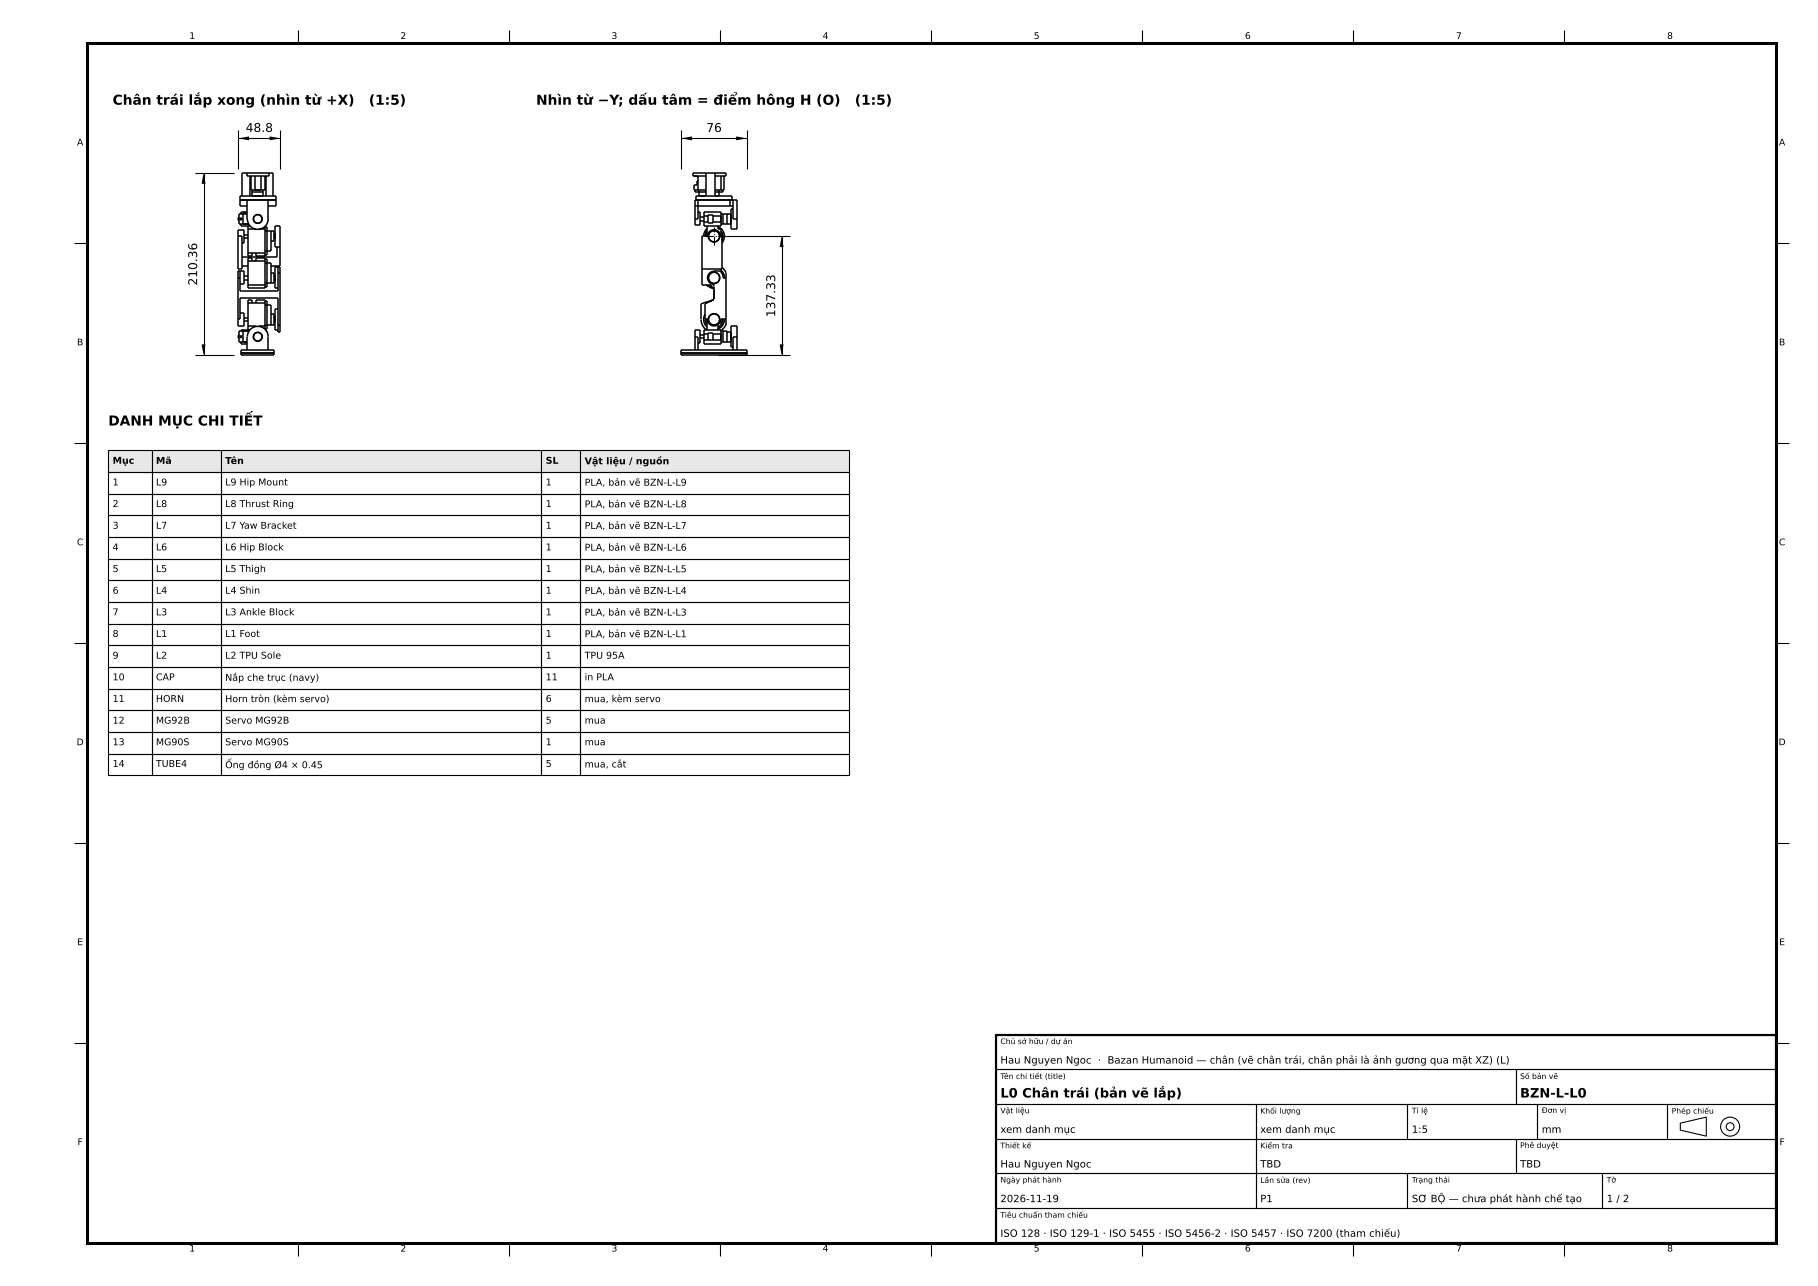 1 2 3 4 5 6 7 8
Chân trái lắp xong (nhìn từ +X) (1:5)
Nhìn từ −Y; dấu tâm = điểm hông H (O) (1:5)
48.8
76
210.36
137.33
A
A
B
B
C
C
D
D
E
E
F
F
DANH MỤC CHI TIẾT
Mục Mã Tên SL Vật liệu / nguồn
1 L9 L9 Hip Mount 1 PLA, bản vẽ BZN-L-L9
2 L8 L8 Thrust Ring 1 PLA, bản vẽ BZN-L-L8
3 L7 L7 Yaw Bracket 1 PLA, bản vẽ BZN-L-L7
4 L6 L6 Hip Block 1 PLA, bản vẽ BZN-L-L6
5 L5 L5 Thigh 1 PLA, bản vẽ BZN-L-L5
6 L4 L4 Shin 1 PLA, bản vẽ BZN-L-L4
7 L3 L3 Ankle Block 1 PLA, bản vẽ BZN-L-L3
8 L1 L1 Foot 1 PLA, bản vẽ BZN-L-L1
9 L2 L2 TPU Sole 1 TPU 95A
10 CAP Nắp che trục (navy) 11 in PLA
11 HORN Horn tròn (kèm servo) 6 mua, kèm servo
12 MG92B Servo MG92B 5 mua
13 MG90S Servo MG90S 1 mua
14 TUBE4 Ống đồng Ø4 × 0.45 5 mua, cắt
Chủ sở hữu / dự án
Hau Nguyen Ngoc · Bazan Humanoid — chân (vẽ chân trái, chân phải là ảnh gương qua mặt XZ) (L)
Tên chi tiết (title) Số bản vẽ
L0 Chân trái (bản vẽ lắp) BZN-L-L0
Vật liệu Khối lượng Tỉ lệ Đơn vị Phép chiếu
xem danh mục xem danh mục 1:5 mm
Thiết kế Kiểm tra Phê duyệt
Hau Nguyen Ngoc TBD TBD
Ngày phát hành Lần sửa (rev) Trạng thái Tờ
2026-11-19 P1 SƠ BỘ — chưa phát hành chế tạo 1 / 2
Tiêu chuẩn tham chiếu
ISO 128 · ISO 129-1 · ISO 5455 · ISO 5456-2 · ISO 5457 · ISO 7200 (tham chiếu)
1 2 3 4 5 6 7 8